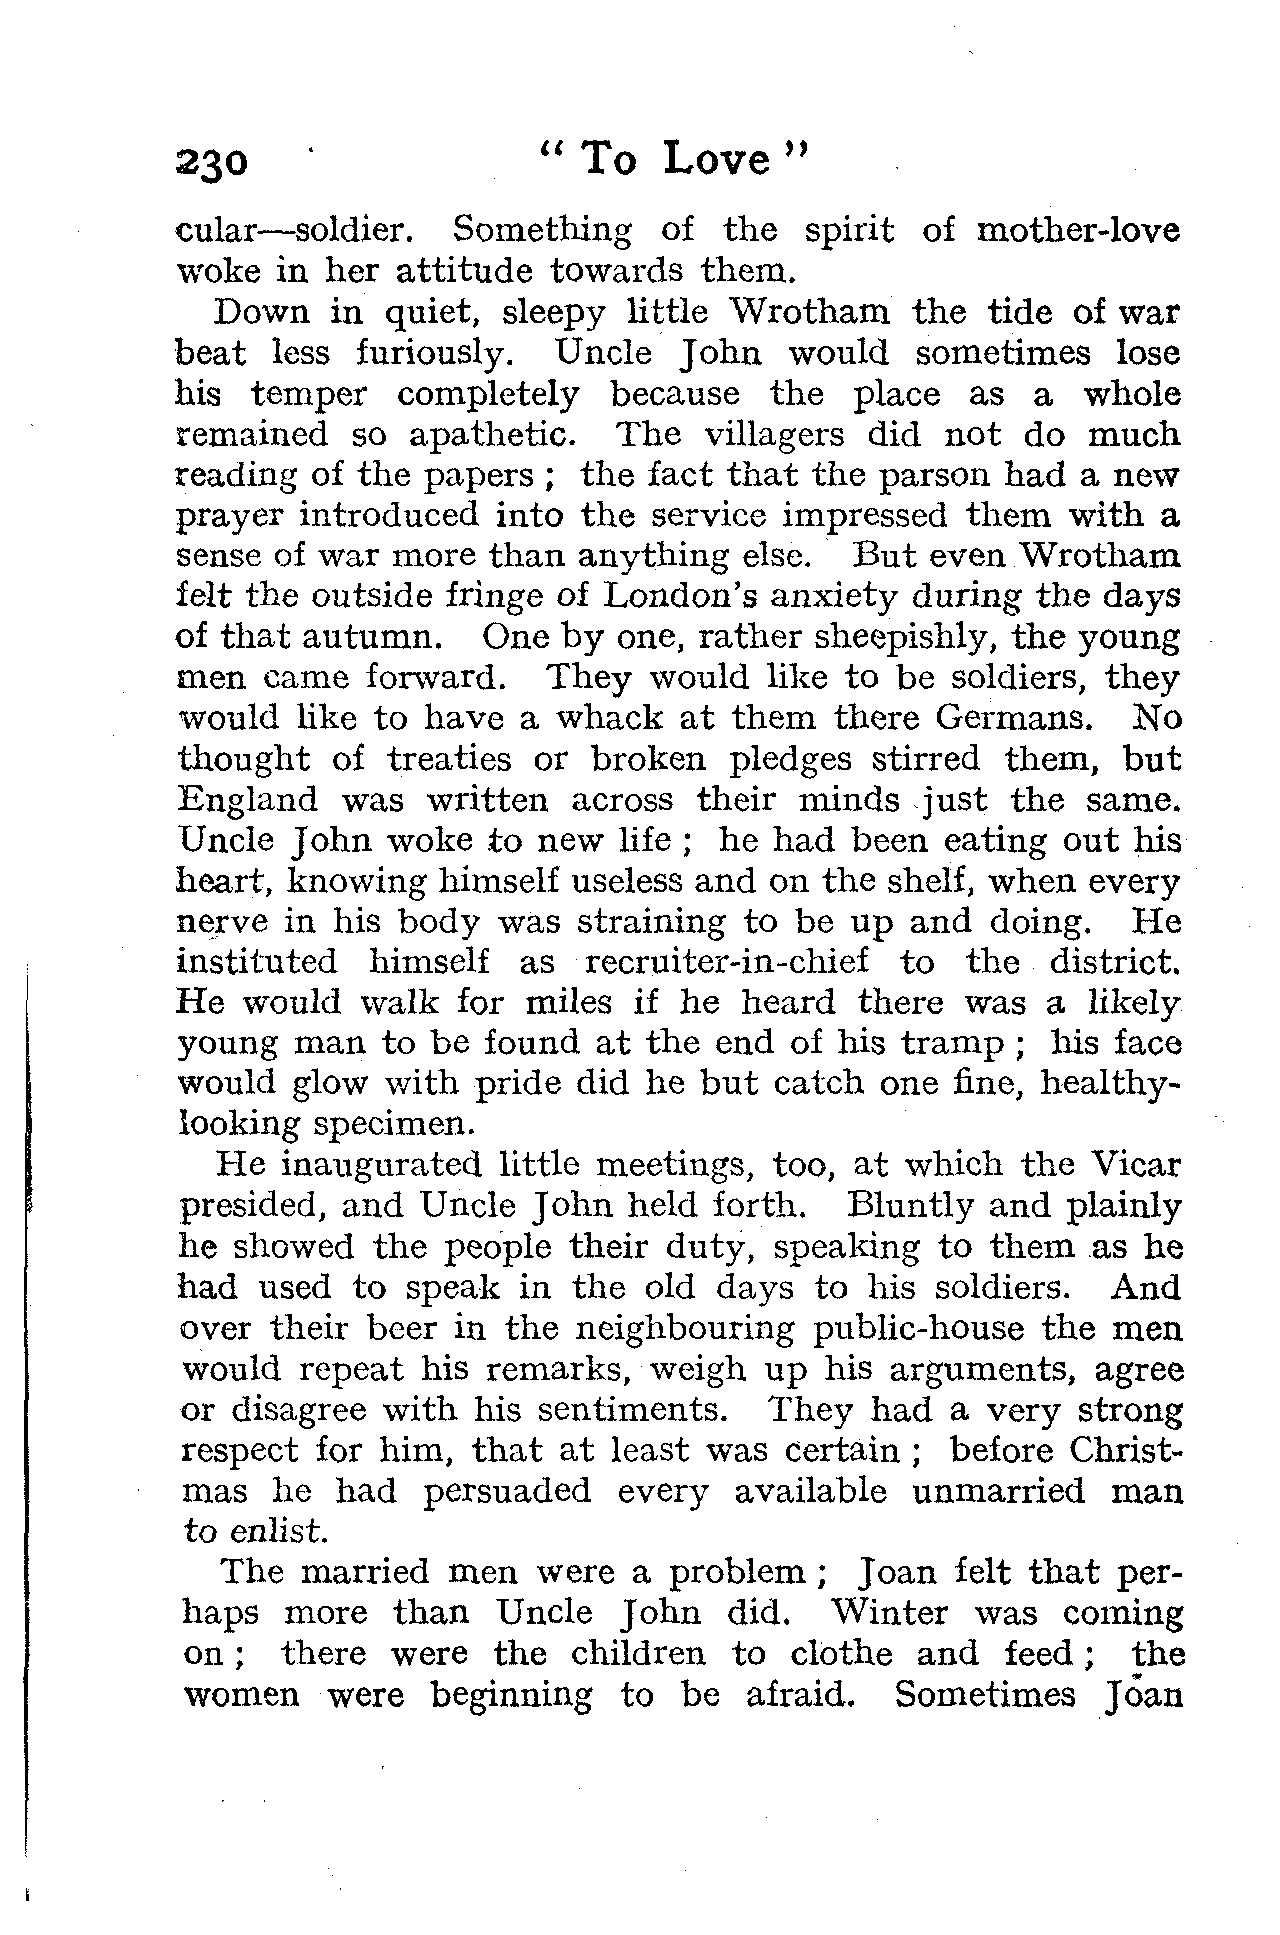 230 “ To Love ”
cular—soldier. Something of the spirit of mother-love
woke in her attitude towards them.
Down in quiet, sleepy little Wrotham the tide of war
beat less furiously. Uncle John would sometimes lose
his temper completely because the place as a whole
remained so apathetic. The villagers did not do much
reading of the papers ; the fact that the parson had a new
prayer introduced into the service impressed them with a
sense of war more than anything else. But even Wrotham
felt the outside fringe of London's anxiety during the days
of that autumn. One by one, rather sheepishly, the young
men came forward. They would like to be soldiers, they
would like to have a whack at them there Germans. No
thought of treaties or broken pledges stirred them, but
England was written across their minds just the same.
Uncle John woke to new life ; he had been eating out his
heart, knowing himself useless and on the shelf, when every
nerve in his body was straining to be up and doing. He
instituted himself as recruiter-in-chief to the district.
He would walk for miles if he heard there was a likely
young man to be found at the end of his tramp ; his face
would glow with pride did he but catch one fine, healthy-
looking specimen.
He inaugurated little meetings, too, at which the Vicar
presided, and Uncle John held forth. Bluntly and plainly
he showed the people their duty, speaking to them as he
had used to speak in the old days to his soldiers. And
over their beer in the neighbouring public-house the men
would repeat his remarks, weigh up his arguments, agree
or disagree with his sentiments. They had a very strong
respect for him, that at least was certain ; before Christ-
mas he had persuaded every available unmarried man
to enlist.
The married men were a problem ; Joan felt that per-
haps more than Uncle John did. Winter was coming
on ; there were the children to clothe and feed ; the
women were beginning to be afraid. Sometimes Joan